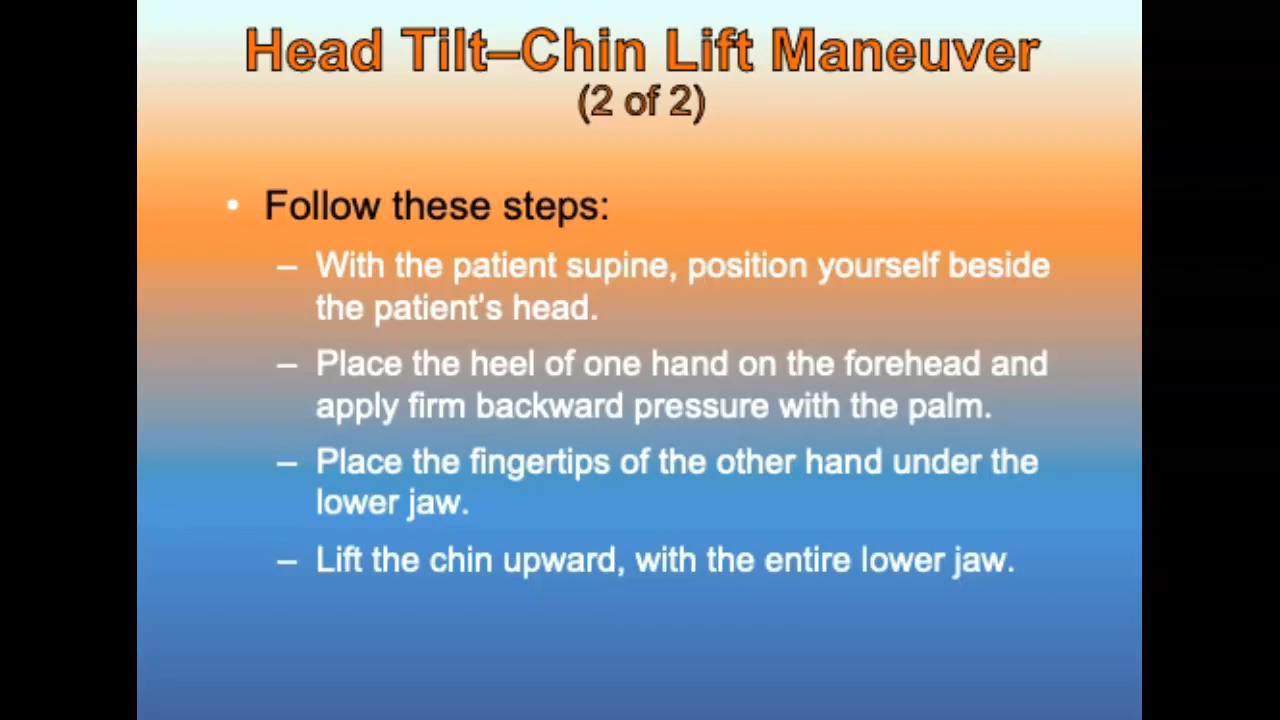 Head Tilt–Chin Lift Maneuver
(2 of 2)
• Follow these steps:
– With the patient supine, position yourself beside
the patient's head.
– Place the heel of one hand on the forehead and
apply firm backward pressure with the palm.
– Place the fingertips of the other hand under the
lower jaw.
– Lift the chin upward, with the entire lower jaw.